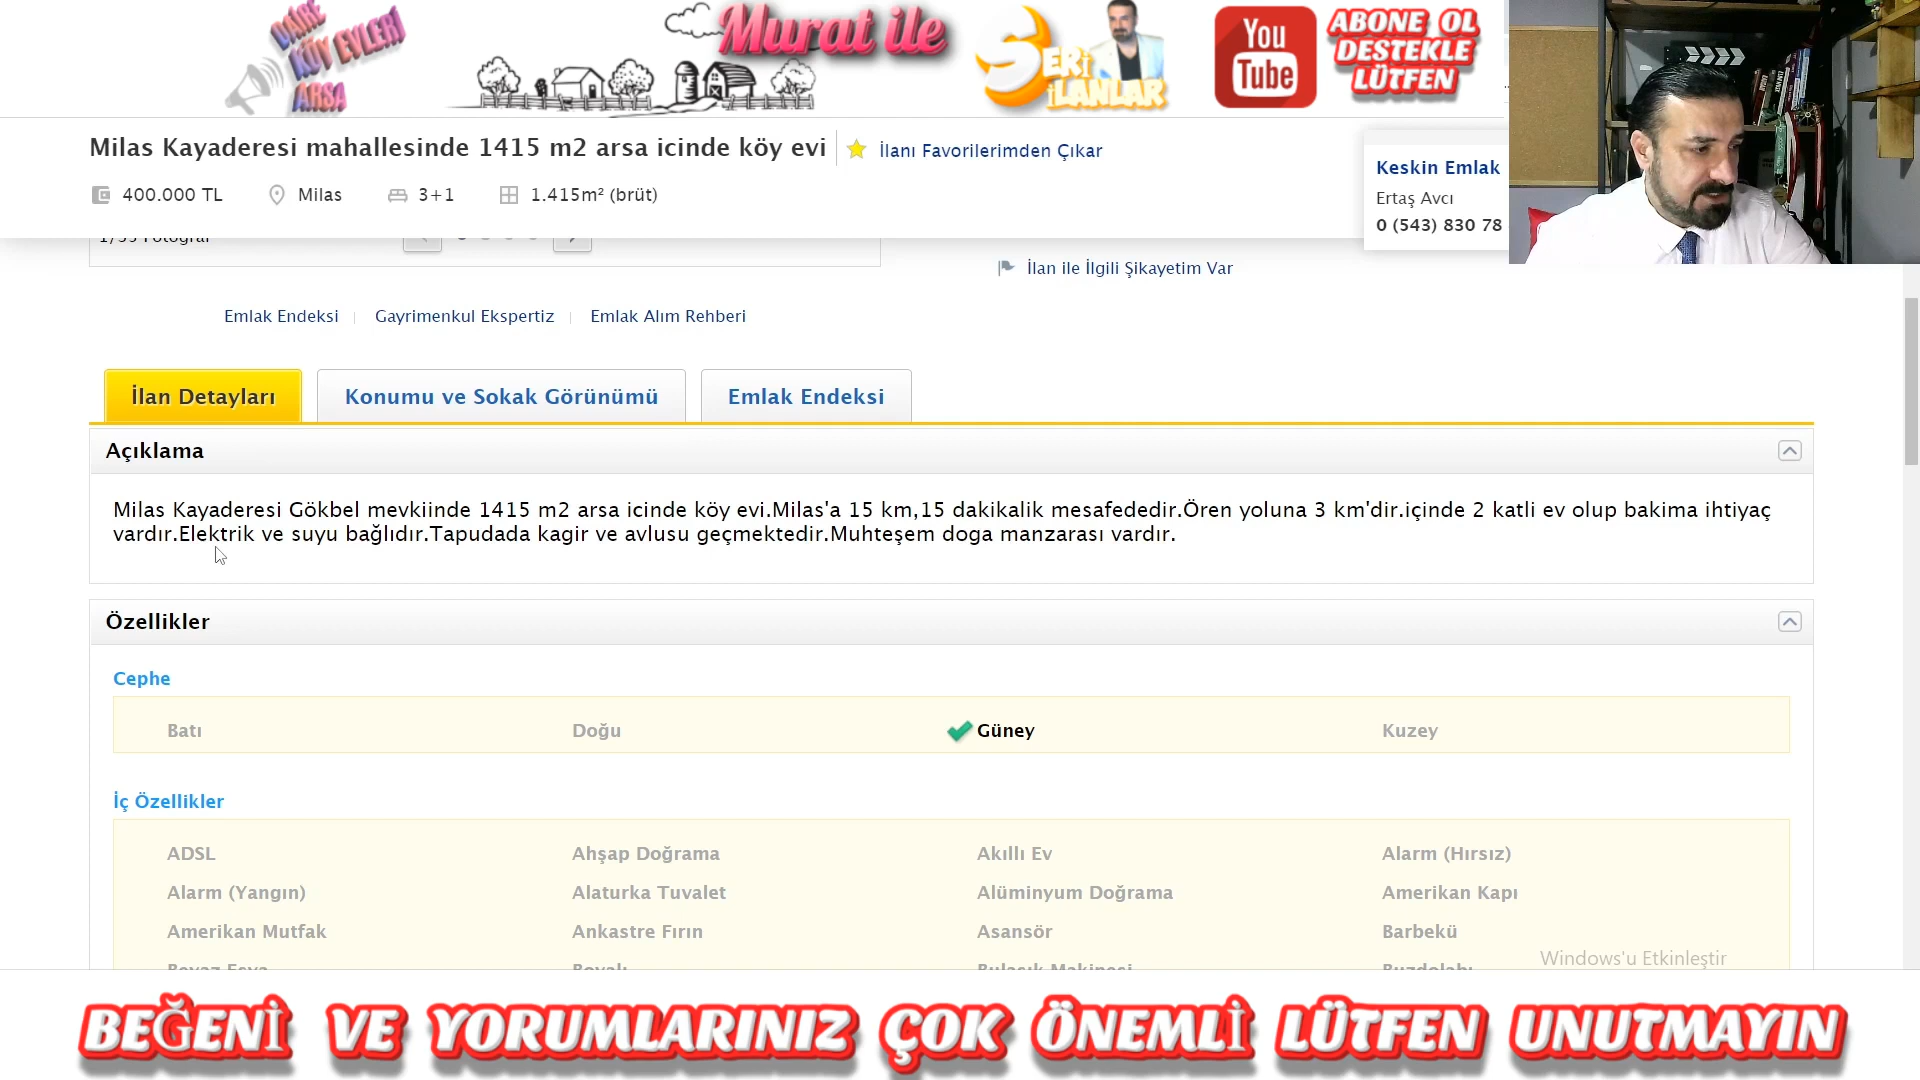 DAİRE
KÖY EVLERİ
ARSA
Murat ile
SERİ
İLANLAR
You
Tube
ABONE OL
DESTEKLE
LÜTFEN
Milas Kayaderesi mahallesinde 1415 m2 arsa icinde köy evi
İlanı Favorilerimden Çıkar
400.000 TL
Milas
3+1
1.415m² (brüt)
Keskin Emlak
Ertaş Avcı
0 (543) 830 78
İlan ile İlgili Şikayetim Var
Emlak Endeksi
Gayrimenkul Ekspertiz
Emlak Alım Rehberi
İlan Detayları
Konumu ve Sokak Görünümü
Emlak Endeksi
Açıklama
Milas Kayaderesi Gökbel mevkiinde 1415 m2 arsa icinde köy evi.Milas'a 15 km,15 dakikalik mesafededir.Ören yoluna 3 km'dir.içinde 2 katli ev olup bakima ihtiyaç
vardır.Elektrik ve suyu bağlıdır.Tapudada kagir ve avlusu geçmektedir.Muhteşem doga manzarası vardır.
Özellikler
Cephe
Batı
Doğu
Güney
Kuzey
İç Özellikler
ADSL
Ahşap Doğrama
Akıllı Ev
Alarm (Hırsız)
Alarm (Yangın)
Alaturka Tuvalet
Alüminyum Doğrama
Amerikan Kapı
Amerikan Mutfak
Ankastre Fırın
Asansör
Barbekü
Windows'u Etkinleştir
BEĞENİ VE YORUMLARINIZ ÇOK ÖNEMLİ LÜTFEN UNUTMAYIN